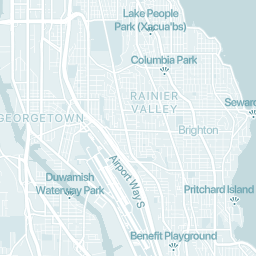 Lake People
Park (Xacua'bs)
Columbia Park
RAINIER
VALLEY
Seward
GEORGETOWN
Brighton
Airport Way S
Duwamish
Waterway Park
Pritchard Island
Benefit Playground